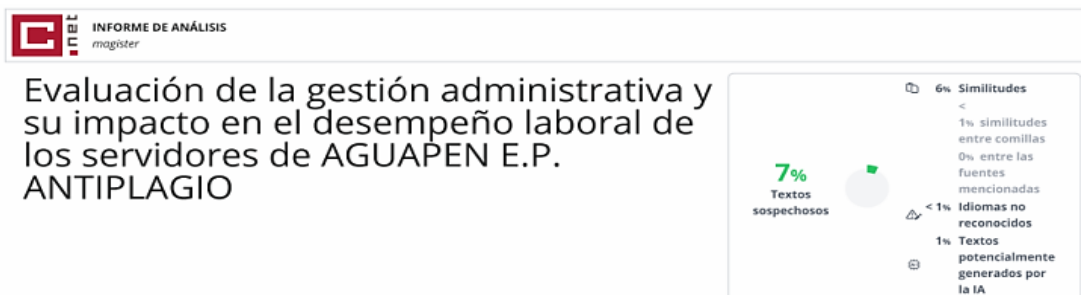 C.net
INFORME DE ANÁLISIS
magister
Evaluación de la gestión administrativa y
su impacto en el desempeño laboral de
los servidores de AGUAPEN E.P.
ANTIPLAGIO
7%
Textos
sospechosos
6% Similitudes
<
1% similitudes
entre comillas
0% entre las
fuentes
mencionadas
< 1% Idiomas no
reconocidos
1% Textos
potencialmente
generados por
la IA